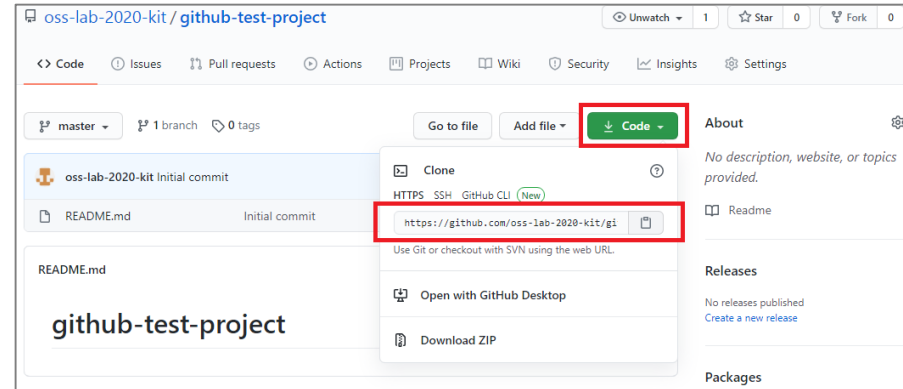 oss-lab-2020-kit / github-test-project
Unwatch 1 Star 0 Fork 0
<> Code Issues Pull requests Actions Projects Wiki Security Insights Settings
master 1 branch 0 tags Go to file Add file Code
oss-lab-2020-kit Initial commit
README.md Initial commit
README.md
github-test-project
Clone
HTTPS SSH GitHub CLI New
https://github.com/oss-lab-2020-kit/gi
Use Git or checkout with SVN using the web URL.
Open with GitHub Desktop
Download ZIP
About
No description, website, or topics
provided.
Readme
Releases
No releases published
Create a new release
Packages